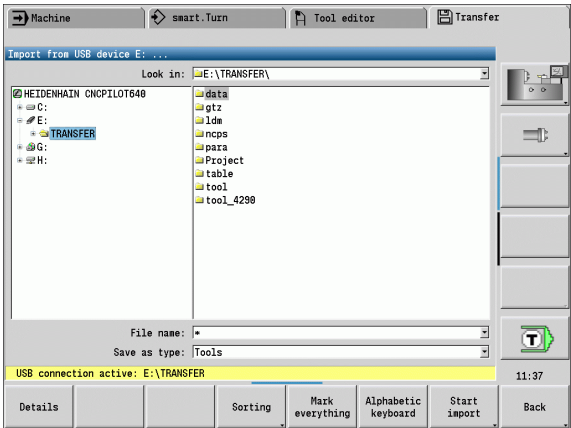 Machine
smart.Turn
Tool editor
Transfer
Import from USB device E: ...
Look in: E:\TRANSFER\
HEIDENHAIN CNCPILOT640
C:
E:
TRANSFER
G:
H:
data
gtz
ldm
ncps
para
Project
table
tool
tool_4290
File name: *
Save as type: Tools
USB connection active: E:\TRANSFER
T
11:37
Details
Sorting
Mark everything
Alphabetic keyboard
Start import
Back